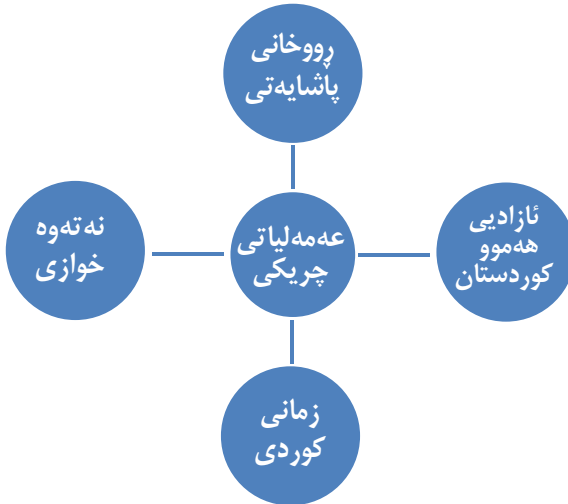 ڕووخانی
پاشایەتی
ئازادیی
هەموو
کوردستان
عەمەلیاتی
چریکی
نەتەوە
خوازی
زمانی
کوردی